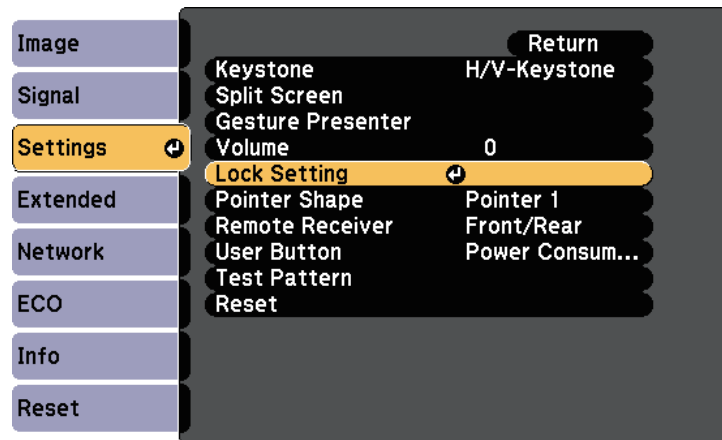 Image
Signal
Settings
Extended
Network
ECO
Info
Reset
Return
Keystone H/V-Keystone
Split Screen
Gesture Presenter
Volume 0
Lock Setting
Pointer Shape Pointer 1
Remote Receiver Front/Rear
User Button Power Consum...
Test Pattern
Reset